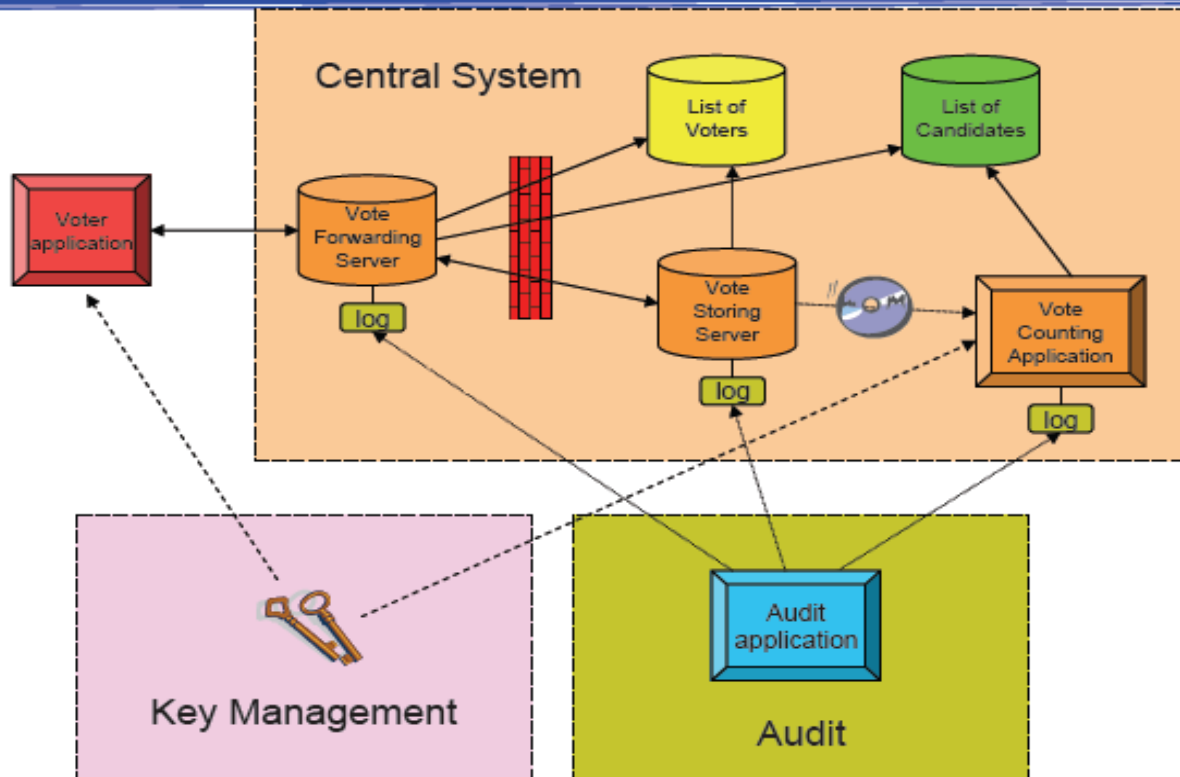 Central System
List of
Voters
List of
Candidates
Voter
application
Vote
Forwarding
Server
log
Vote
Storing
Server
log
Vote
Counting
Application
log
Key Management
Audit
application
Audit